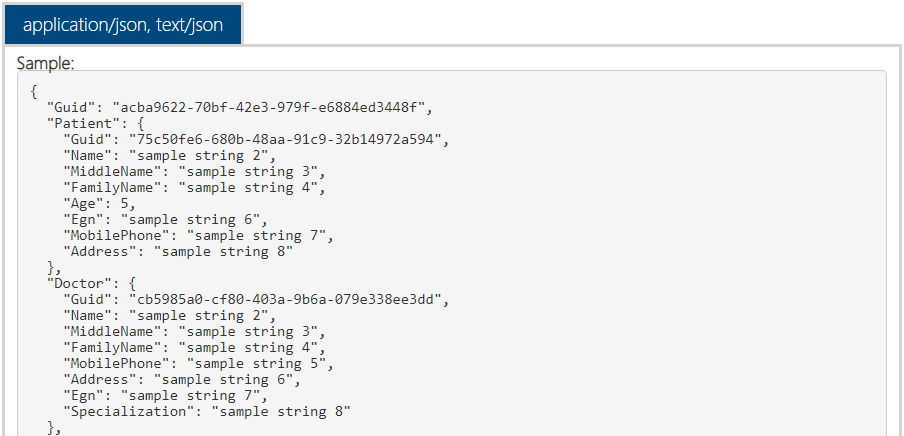 application/json, text/json
Sample:
{
  "Guid": "acba9622-70bf-42e3-979f-e6884ed3448f",
  "Patient": {
    "Guid": "75c50fe6-680b-48aa-91c9-32b14972a594",
    "Name": "sample string 2",
    "MiddleName": "sample string 3",
    "FamilyName": "sample string 4",
    "Age": 5,
    "Egn": "sample string 6",
    "MobilePhone": "sample string 7",
    "Address": "sample string 8"
  },
  "Doctor": {
    "Guid": "cb5985a0-cf80-403a-9b6a-079e338ee3dd",
    "Name": "sample string 2",
    "MiddleName": "sample string 3",
    "FamilyName": "sample string 4",
    "MobilePhone": "sample string 5",
    "Address": "sample string 6",
    "Egn": "sample string 7",
    "Specialization": "sample string 8"
  },